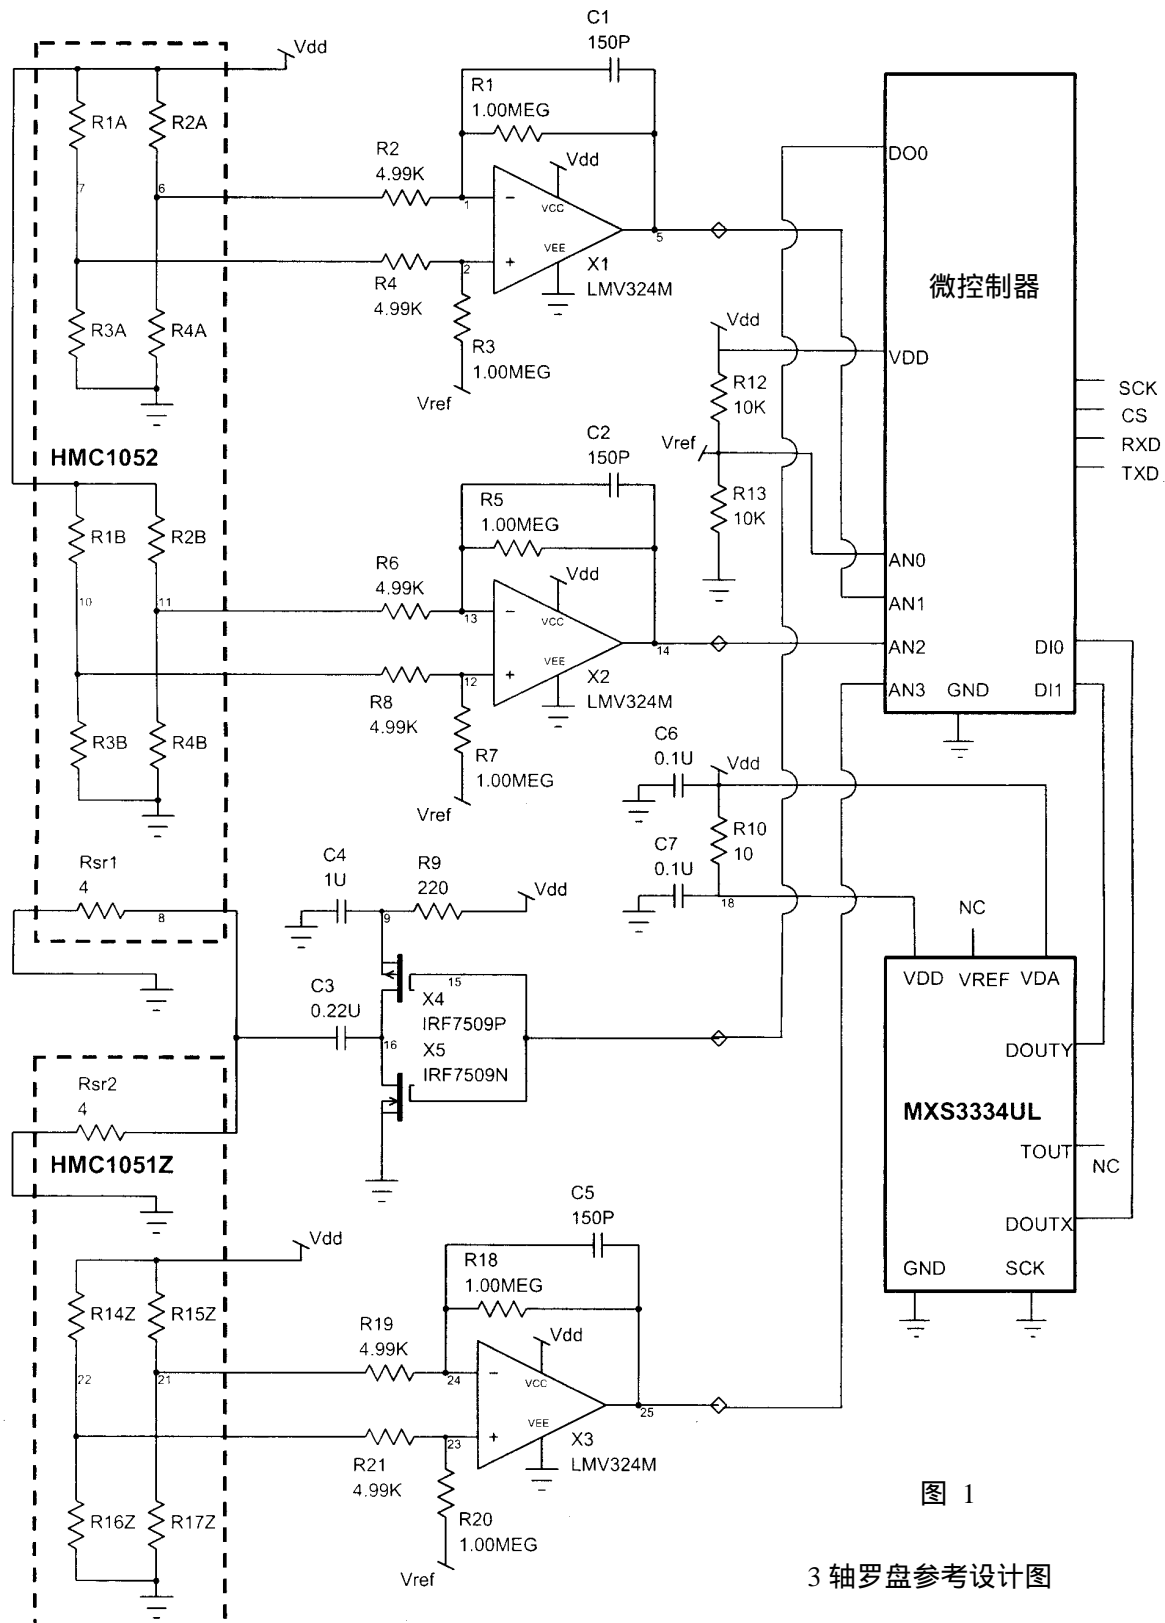 C1
150P
Vdd
R1
1.00MEG
R1A
R2A
R2
4.99K
Vdd
DO0
7
6
1
VCC
VEE
5
2
X1
LMV324M
R4
4.99K
微控制器
R3A
R4A
R3
1.00MEG
Vref
Vdd
VDD
R12
10K
SCK
CS
RXD
TXD
Vref
HMC1052
C2
150P
R13
10K
R5
1.00MEG
R1B
R2B
R6
4.99K
Vdd
AN0
AN1
AN2
AN3
DI0
DI1
GND
10
11
13
VCC
VEE
14
12
X2
LMV324M
R8
4.99K
R3B
R4B
R7
1.00MEG
Vref
C6
0.1U
Vdd
R10
10
C7
0.1U
18
Rsr1
4
8
C4
1U
R9
220
Vdd
9
NC
VDD
VREF
VDA
C3
0.22U
15
X4
IRF7509P
16
X5
IRF7509N
DOUTY
Rsr2
4
MXS3334UL
HMC1051Z
TOUT
NC
DOUTX
C5
150P
Vdd
R18
1.00MEG
GND
SCK
R14Z
R15Z
R19
4.99K
Vdd
22
21
24
VCC
VEE
25
23
X3
LMV324M
R21
4.99K
R16Z
R17Z
R20
1.00MEG
Vref
图 1
3 轴罗盘参考设计图